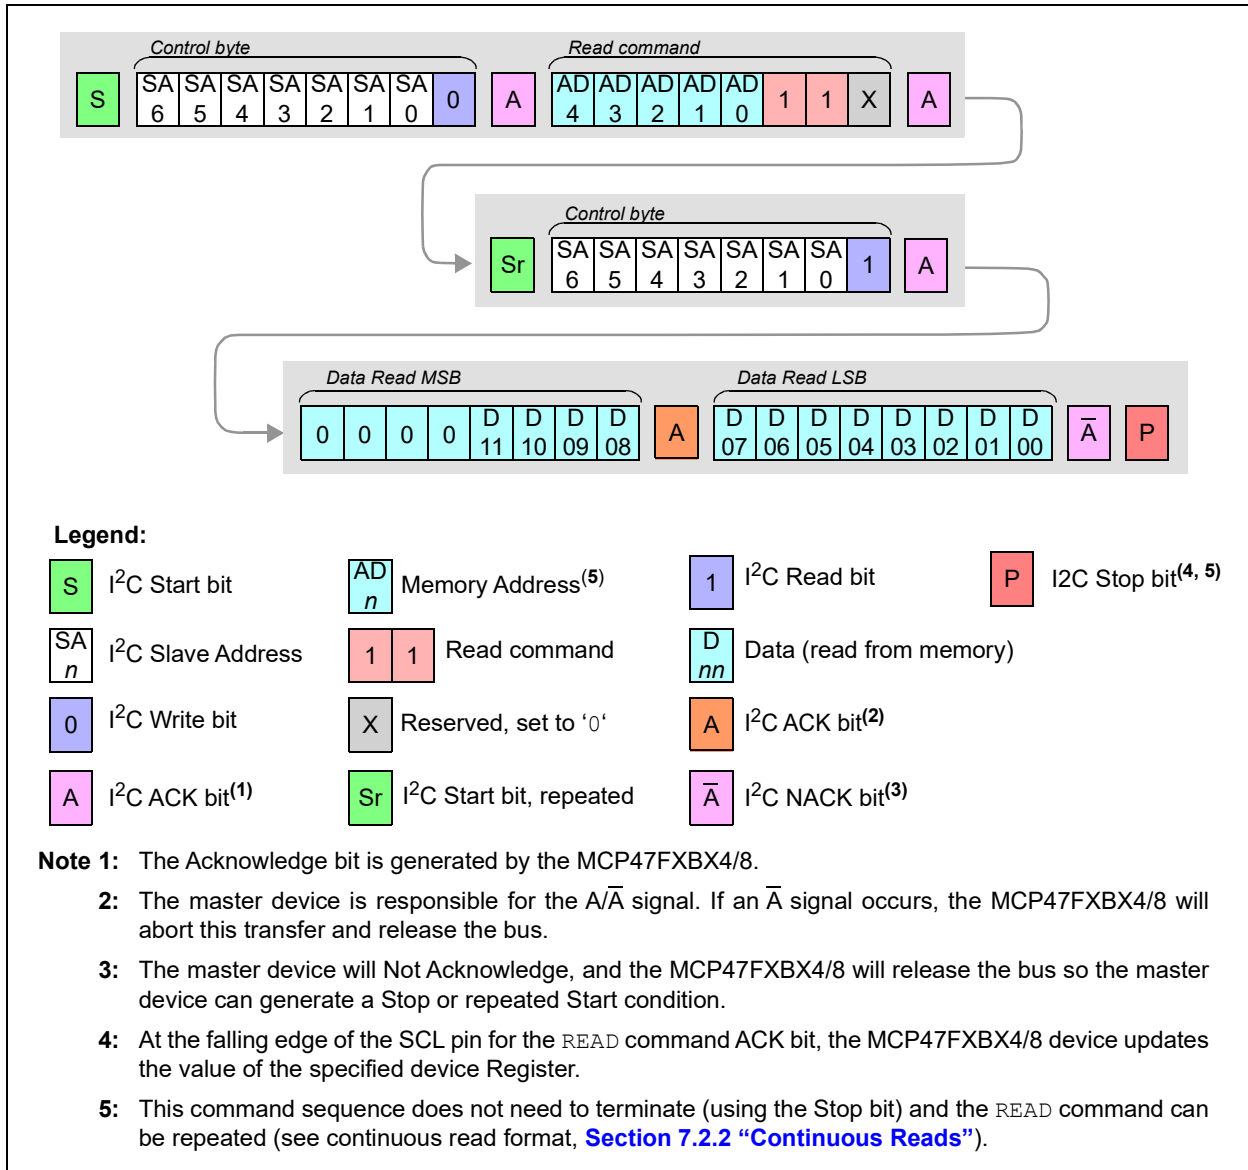 Control byte Read command
S SA 6 SA 5 SA 4 SA 3 SA 2 SA 1 SA 0 0 A AD 4 AD 3 AD 2 AD 1 AD 0 1 1 X A
Control byte
Sr SA 6 SA 5 SA 4 SA 3 SA 2 SA 1 SA 0 1 A
Data Read MSB Data Read LSB
0 0 0 0 D 11 D 10 D 09 D 08 A D 07 D 06 D 05 D 04 D 03 D 02 D 01 D 00 A̅ P
Legend:
S I²C Start bit AD n Memory Address(5) 1 I²C Read bit P I2C Stop bit(4, 5)
SA n I²C Slave Address 1 1 Read command D nn Data (read from memory)
0 I²C Write bit X Reserved, set to ‘0‘ A I²C ACK bit(2)
A I²C ACK bit(1) Sr I²C Start bit, repeated A̅ I²C NACK bit(3)
Note 1: The Acknowledge bit is generated by the MCP47FXBX4/8.
2: The master device is responsible for the A/A̅ signal. If an A̅ signal occurs, the MCP47FXBX4/8 will
abort this transfer and release the bus.
3: The master device will Not Acknowledge, and the MCP47FXBX4/8 will release the bus so the master
device can generate a Stop or repeated Start condition.
4: At the falling edge of the SCL pin for the READ command ACK bit, the MCP47FXBX4/8 device updates
the value of the specified device Register.
5: This command sequence does not need to terminate (using the Stop bit) and the READ command can
be repeated (see continuous read format, Section 7.2.2 “Continuous Reads”).